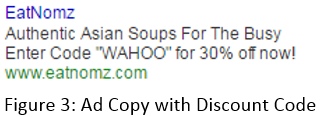 EatNomz
Authentic Asian Soups For The Busy
Enter Code "WAHOO" for 30% off now!
www.eatnomz.com
Figure 3: Ad Copy with Discount Code